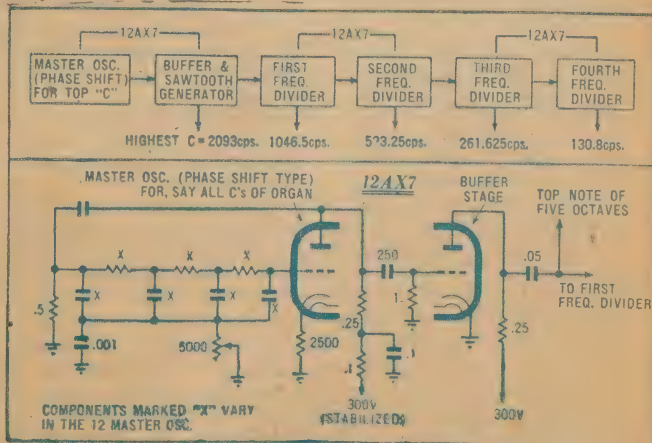 12AX7
12AX7
12AX7
MASTER OSC.
(PHASE SHIFT)
FOR TOP "C"
BUFFER &
SAWTOOTH
GENERATOR
FIRST
FREQ.
DIVIDER
SECOND
FREQ.
DIVIDER
THIRD
FREQ.
DIVIDER
FOURTH
FREQ.
DIVIDER
HIGHEST C = 2093cps.
1046.5cps.
523.25cps.
261.625cps.
130.8cps.
MASTER OSC. (PHASE SHIFT TYPE)
FOR, SAY ALL C's OF ORGAN
12AX7
BUFFER
STAGE
TOP NOTE OF
FIVE OCTAVES
X
X
X
250
.05
TO FIRST
FREQ. DIVIDER
.5
X
X
X
X
1.
.25
.25
.001
5000
2500
.1
.1
300V
(STABILIZED)
300V
COMPONENTS MARKED "X" VARY
IN THE 12 MASTER OSC.